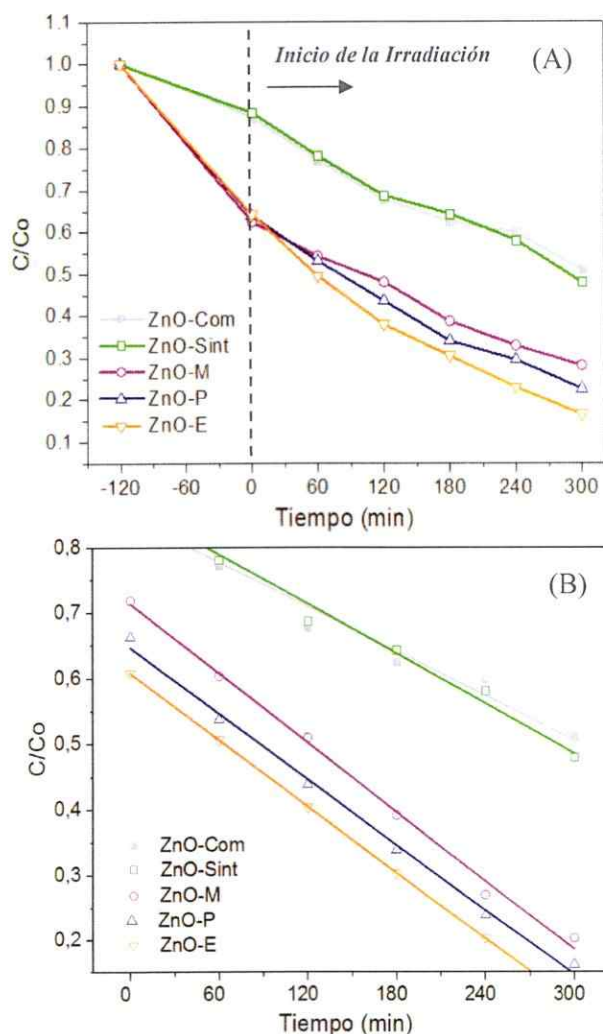 Inicio de la Irradiación
(A)
1.0
0.9
0.8
0.7
0.6
0.5
0.4
0.3
0.2
0.1
C/Co
ZnO-Com
ZnO-Sint
ZnO-M
ZnO-P
ZnO-E
-120 -60 0 60 120 180 240 300
Tiempo (min)
(B)
0,8
0,7
0,6
0,5
0,4
0,3
0,2
C/Co
ZnO-Com
ZnO-Sint
ZnO-M
ZnO-P
ZnO-E
0 60 120 180 240 300
Tiempo (min)